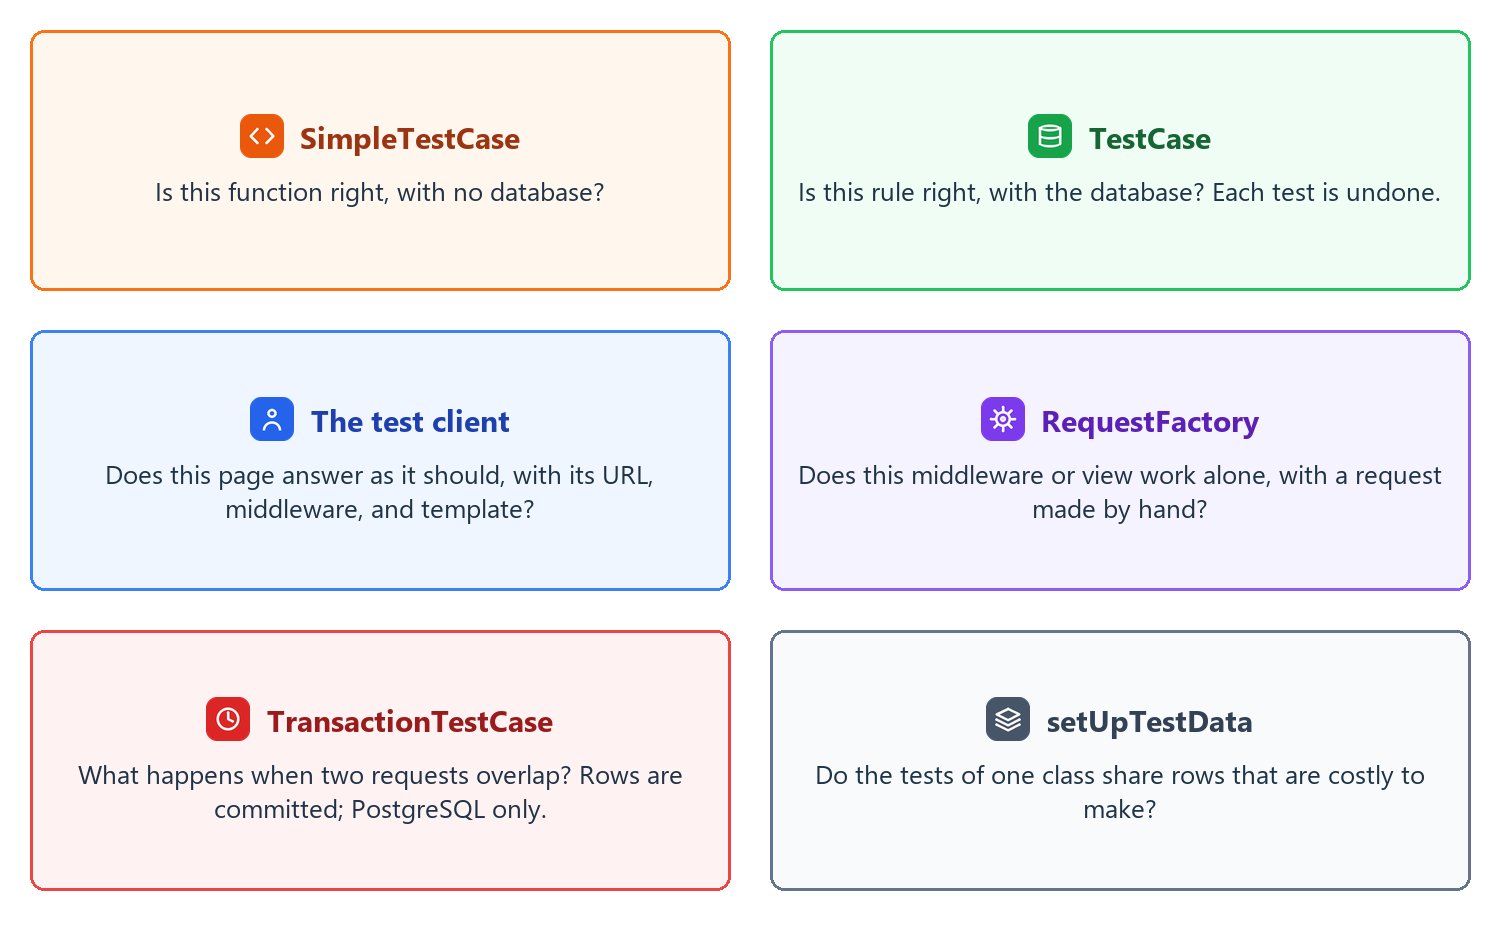 SimpleTestCase
Is this function right, with no database?
TestCase
Is this rule right, with the database? Each test is undone.
The test client
Does this page answer as it should, with its URL,
middleware, and template?
RequestFactory
Does this middleware or view work alone, with a request
made by hand?
TransactionTestCase
What happens when two requests overlap? Rows are
committed; PostgreSQL only.
setUpTestData
Do the tests of one class share rows that are costly to
make?